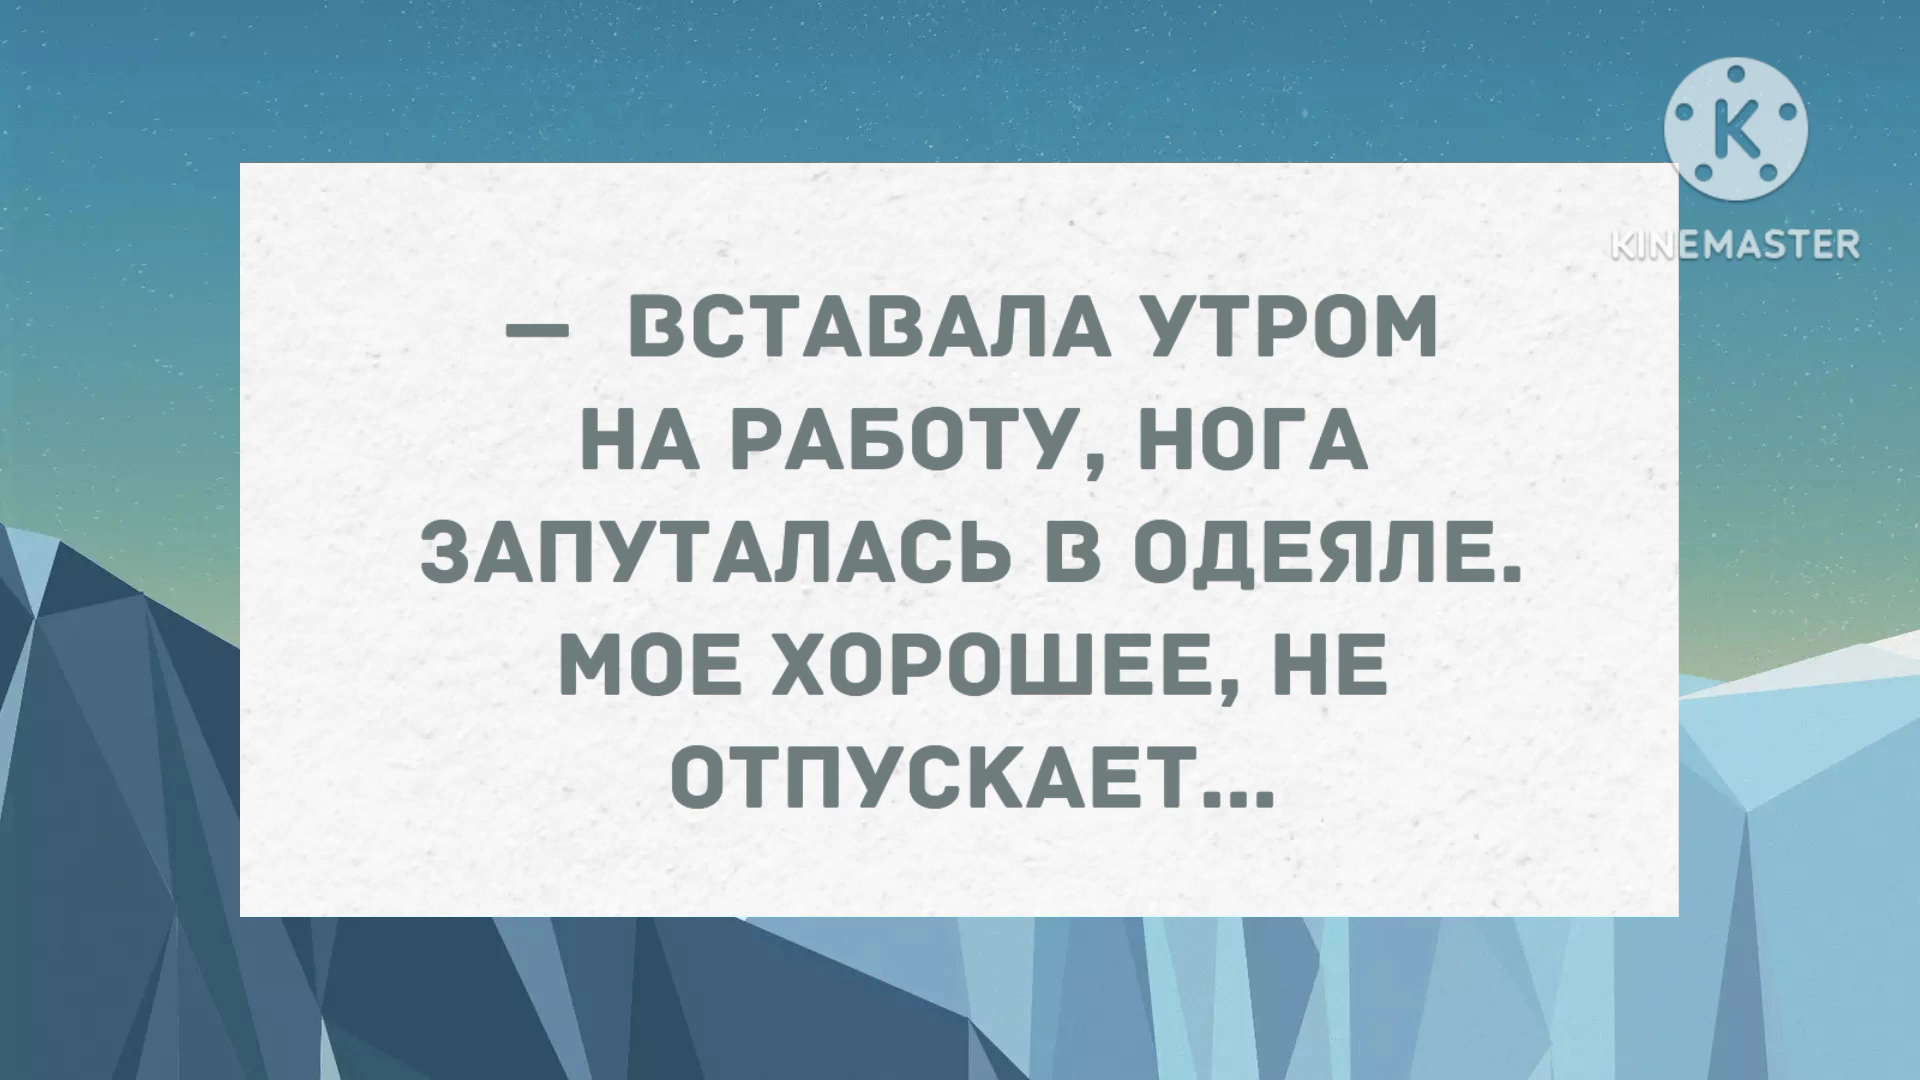 KINEMASTER
— ВСТАВАЛА УТРОМ
НА РАБОТУ, НОГА
ЗАПУТАЛАСЬ В ОДЕЯЛЕ.
МОЕ ХОРОШЕЕ, НЕ
ОТПУСКАЕТ...